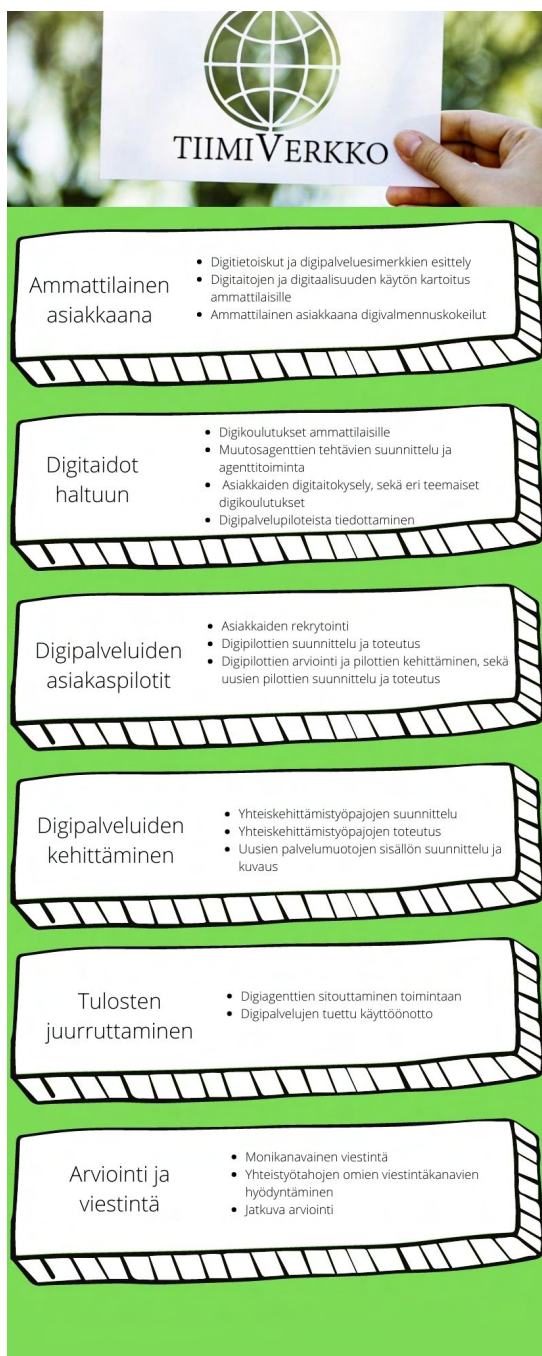 TIIMIVERKKO
Ammattilainen
asiakkaana
• Digitietoiskut ja digipalveluesimerkkien esittely
• Digitaitojen ja digitaalisuuden käytön kartoitus
ammattilaisille
• Ammattilainen asiakkaana digivalmennuskokeilut
Digitaidot
haltuun
• Digikoulutukset ammattilaisille
• Muutosagenttien tehtävien suunnittelu ja
agenttitoiminta
• Asiakkaiden digitaitokysely, sekä eri teemaiset
digikoulutukset
• Digipalvelupiloteista tiedottaminen
Digipalveluiden
asiakaspilotit
• Asiakkaiden rekrytointi
• Digipilottien suunnittelu ja toteutus
• Digipilottien arviointi ja pilottien kehittäminen, sekä
uusien pilottien suunnittelu ja toteutus
Digipalveluiden
kehittäminen
• Yhteiskehittämistyöpajojen suunnittelu
• Yhteiskehittämistyöpajojen toteutus
• Uusien palvelumuotojen sisällön suunnittelu ja
kuvaus
Tulosten
juurruttaminen
• Digiagenttien sitouttaminen toimintaan
• Digipalvelujen tuettu käyttöönotto
Arviointi ja
viestintä
• Monikanavainen viestintä
• Yhteistyötahojen omien viestintäkanavien
hyödyntäminen
• Jatkuva arviointi